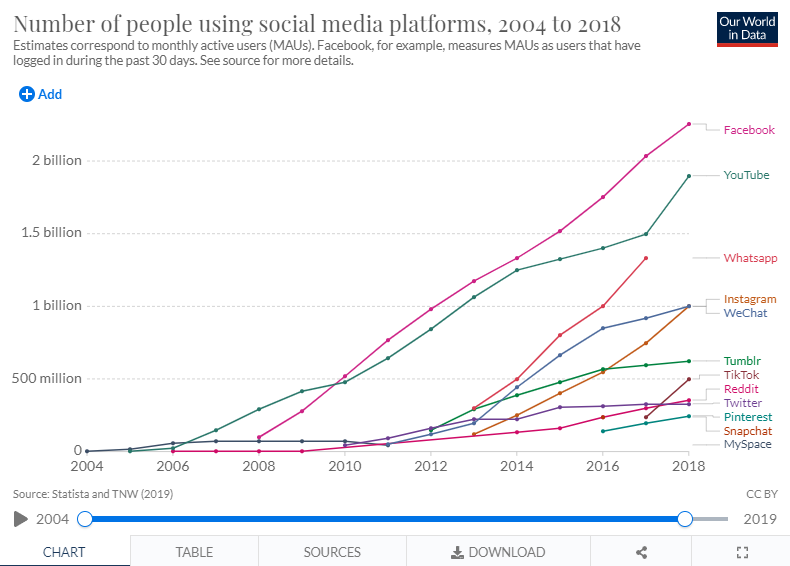 Number of people using social media platforms, 2004 to 2018
Our World
in Data
Estimates correspond to monthly active users (MAUs). Facebook, for example, measures MAUs as users that have
logged in during the past 30 days. See source for more details.
Add
2 billion
1.5 billion
1 billion
500 million
0
Facebook
YouTube
Whatsapp
Instagram
WeChat
Tumblr
TikTok
Reddit
Twitter
Pinterest
Snapchat
MySpace
2004 2006 2008 2010 2012 2014 2016 2018
Source: Statista and TNW (2019) CC BY
2004 2019
CHART TABLE SOURCES DOWNLOAD